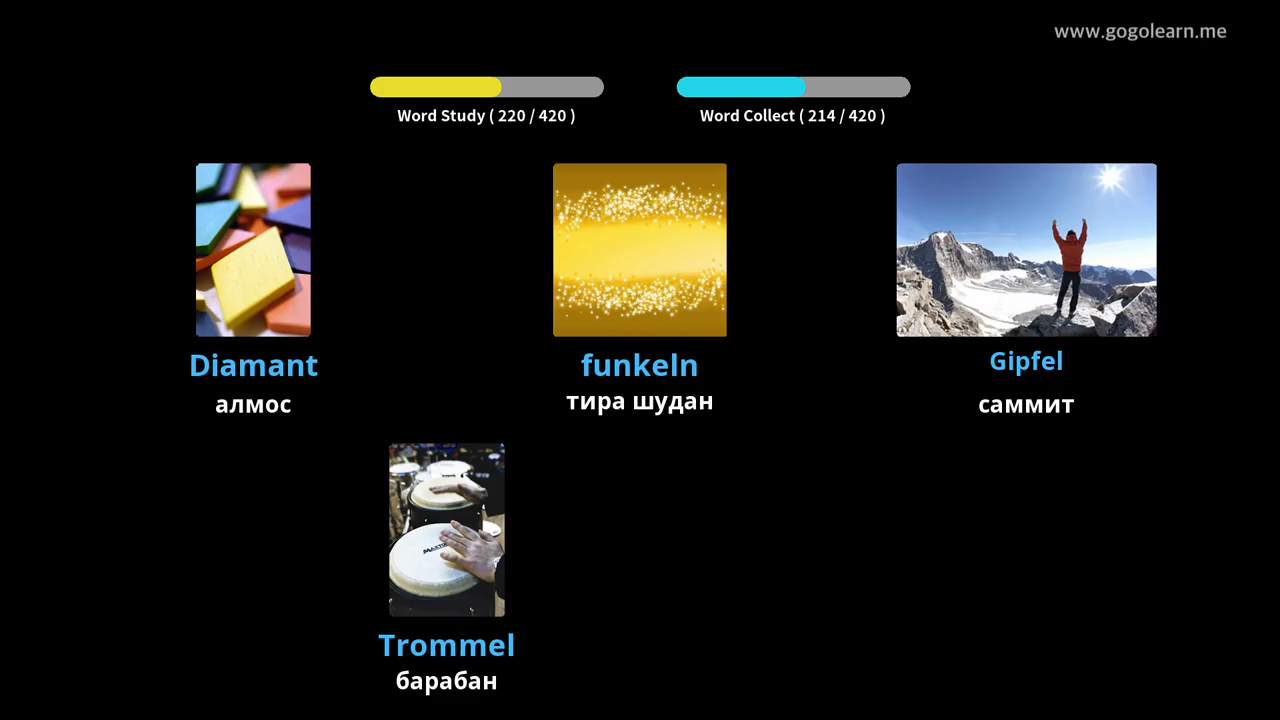 www.gogolearn.me
Word Study ( 220 / 420 )
Word Collect ( 214 / 420 )
Diamant
funkeln
Gipfel
алмос
тира шудан
саммит
Trommel
барабан